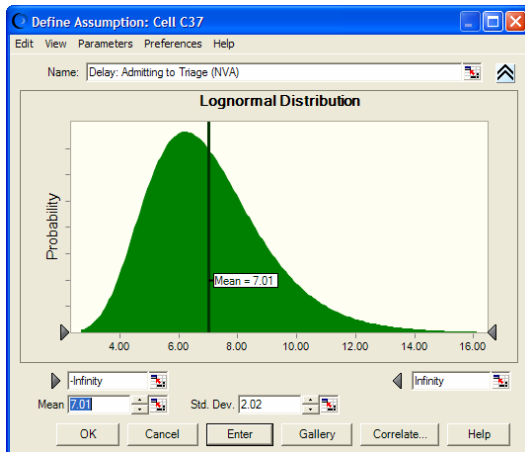 Define Assumption: Cell C37
Edit View Parameters Preferences Help
Name: Delay: Admitting to Triage (NVA)
Lognormal Distribution
Probability
Mean = 7.01
4.00 6.00 8.00 10.00 12.00 14.00 16.00
-Infinity Infinity
Mean 7.01 Std. Dev. 2.02
OK Cancel Enter Gallery Correlate... Help